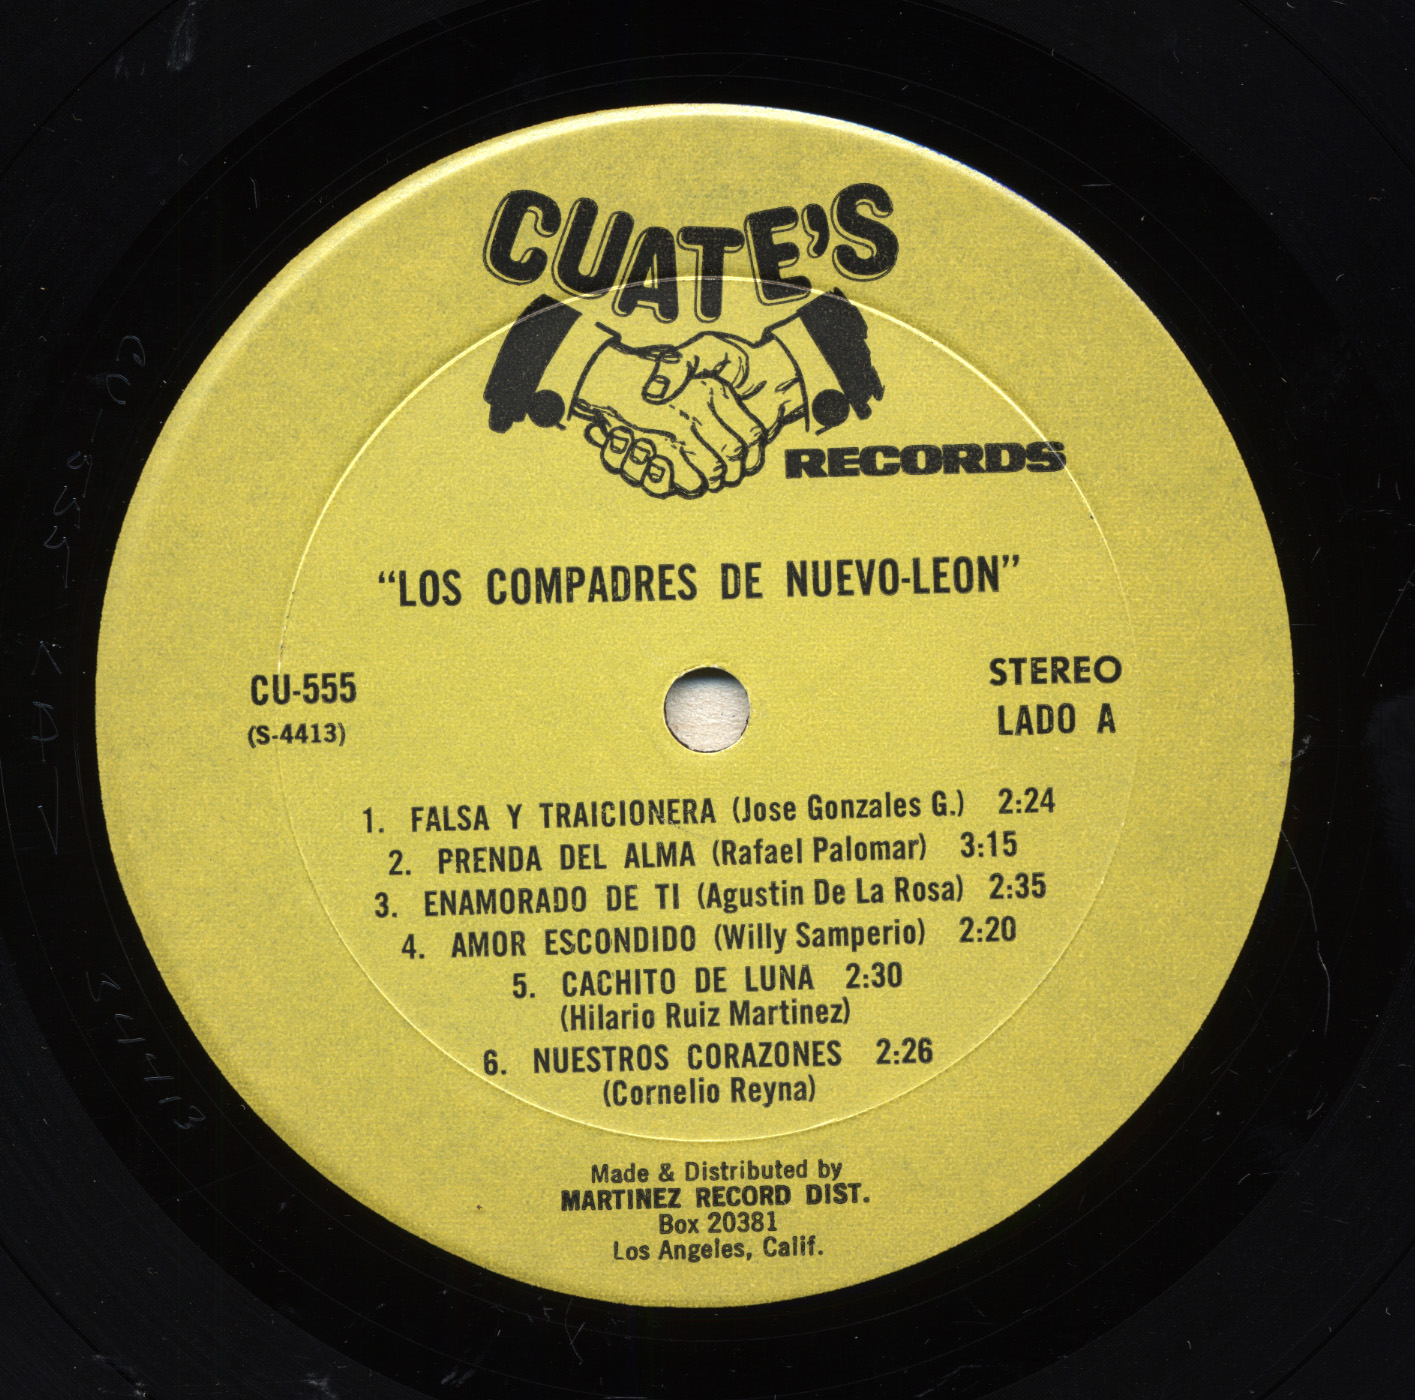 CUATE'S
RECORDS
“LOS COMPADRES DE NUEVO-LEON”
CU-555
(S-4413)
STEREO
LADO A
1. FALSA Y TRAICIONERA (Jose Gonzales G.) 2:24
2. PRENDA DEL ALMA (Rafael Palomar) 3:15
3. ENAMORADO DE TI (Agustin De La Rosa) 2:35
4. AMOR ESCONDIDO (Willy Samperio) 2:20
5. CACHITO DE LUNA 2:30
(Hilario Ruiz Martinez)
6. NUESTROS CORAZONES 2:26
(Cornelio Reyna)
Made & Distributed by
MARTINEZ RECORD DIST.
Box 20381
Los Angeles, Calif.